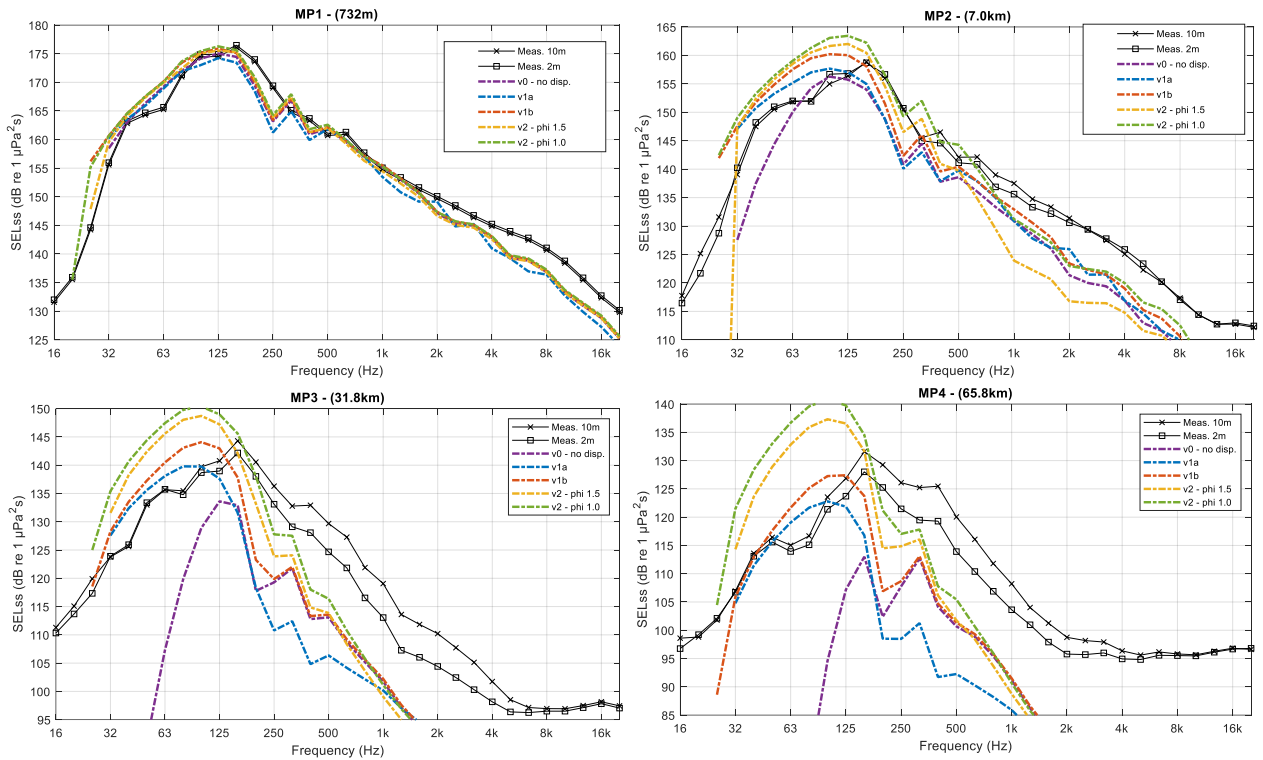 MP1 - (732m)
SELss (dB re 1 µPa²s)
180
175
170
165
160
155
150
145
140
135
130
125
16 32 63 125 250 500 1k 2k 4k 8k 16k
Frequency (Hz)
Meas. 10m
Meas. 2m
v0 - no disp.
v1a
v1b
v2 - phi 1.5
v2 - phi 1.0
MP2 - (7.0km)
SELss (dB re 1 µPa²s)
165
160
155
150
145
140
135
130
125
120
115
110
16 32 63 125 250 500 1k 2k 4k 8k 16k
Frequency (Hz)
Meas. 10m
Meas. 2m
v0 - no disp.
v1a
v1b
v2 - phi 1.5
v2 - phi 1.0
MP3 - (31.8km)
SELss (dB re 1 µPa²s)
150
145
140
135
130
125
120
115
110
105
100
95
16 32 63 125 250 500 1k 2k 4k 8k 16k
Frequency (Hz)
Meas. 10m
Meas. 2m
v0 - no disp.
v1a
v1b
v2 - phi 1.5
v2 - phi 1.0
MP4 - (65.8km)
SELss (dB re 1 µPa²s)
140
135
130
125
120
115
110
105
100
95
90
85
16 32 63 125 250 500 1k 2k 4k 8k 16k
Frequency (Hz)
Meas. 10m
Meas. 2m
v0 - no disp.
v1a
v1b
v2 - phi 1.5
v2 - phi 1.0